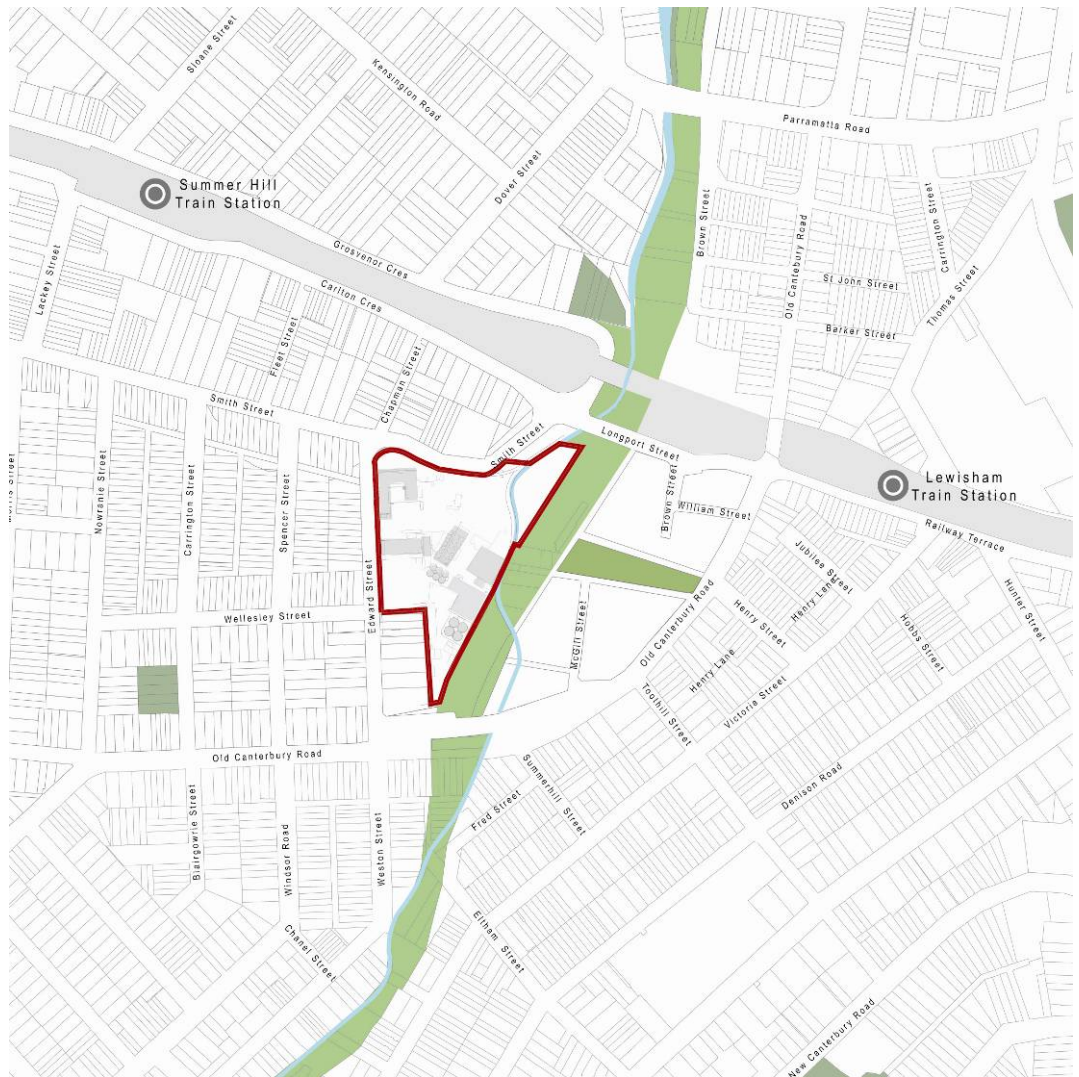 Sloane Street
Kensington Road
Parramatta Road
Summer Hill
Train Station
Dover Street
Brown Street
Old Cantebury Road
Carrington Street
Lackey Street
Grosvenor Cres
St John Street
Thomas Street
Carlton Cres
Barker Street
Fleet Street
Chapman Street
Smith Street
Smith Street
Longport Street
Lewisham
Train Station
Nowranie Street
Carrington Street
Spencer Street
Brown Street
William Street
Railway Terrace
Jubilee Street
Henry Lane
Hunter Street
Edward Street
Wellesley Street
McGill Street
Old Canterbury Road
Henry Street
Hobbs Street
Henry Lane
Victoria Street
Toothill Street
Old Canterbury Road
Denison Road
Summerhill Street
Fred Street
Blairgowrie Street
Windsor Road
Weston Street
Eltham Street
Chanel Street
New Canterbury Road